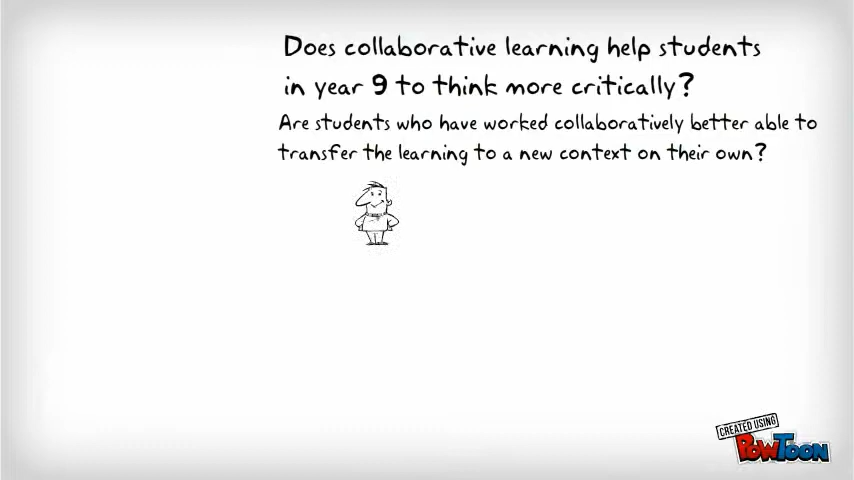 Does collaborative learning help students
in year 9 to think more critically?
Are students who have worked collaboratively better able to
transfer the learning to a new context on their own?
CREATED USING
POWTOON